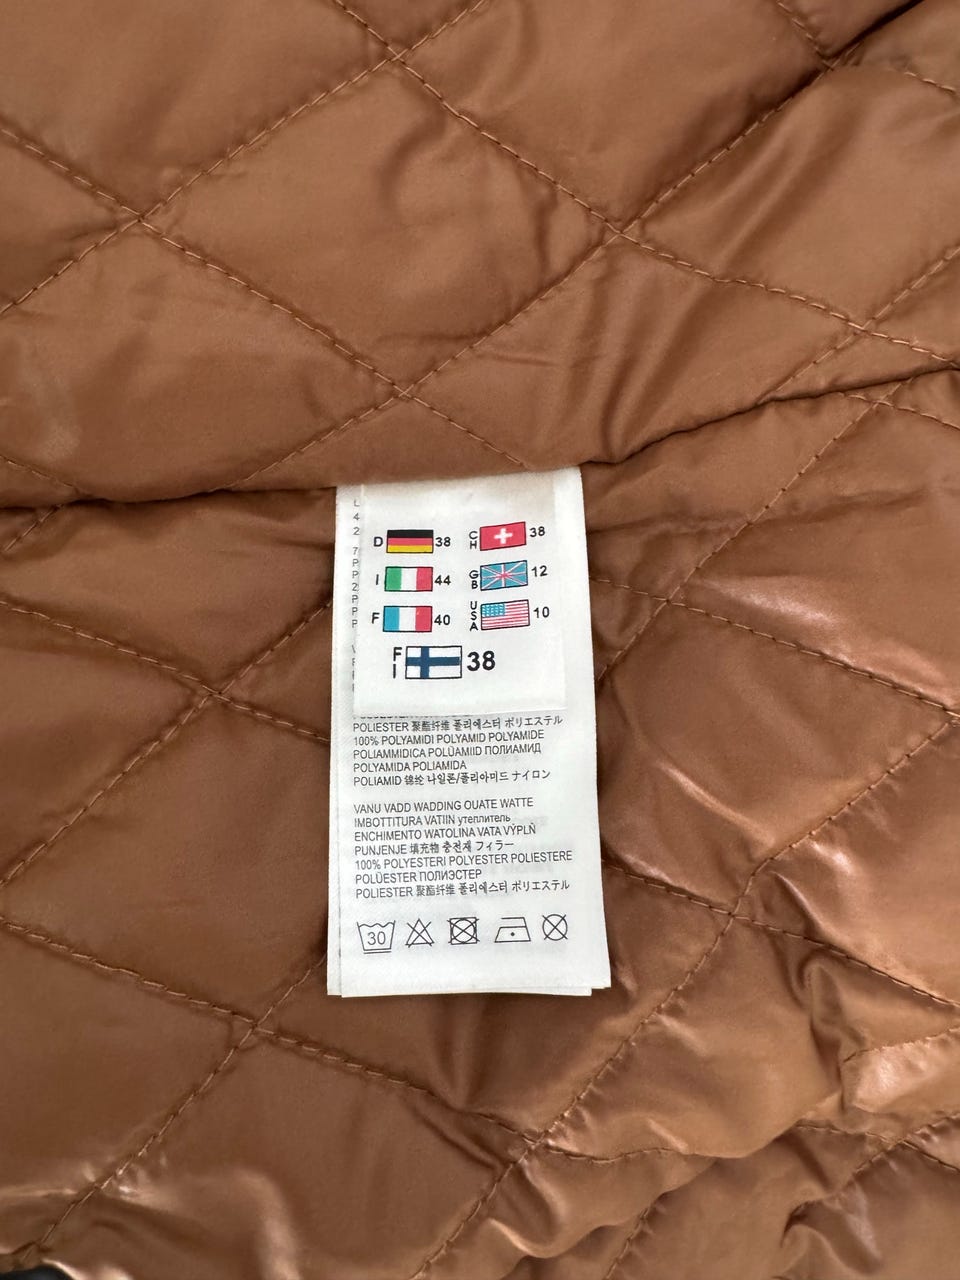 D 38 CH 38
I 44 GB 12
F 40 USA 10
FI 38
POLIESTER 聚酯纤维 폴리에스터 ポリエステル
100% POLYAMIDI POLYAMID POLYAMIDE
POLIAMMIDICA POLÜAMIID ПОЛИАМИД
POLYAMIDA POLIAMIDA
POLIAMID 锦纶 나일론/폴리아미드 ナイロン
VANU VADD WADDING OUATE WATTE
IMBOTTITURA VATIIN утеплитель
ENCHIMENTO WATOLINA VATA VÝPLŇ
PUNJENJE 填充物 충전재 フィラー
100% POLYESTERI POLYESTER POLIESTERE
POLÜESTER ПОЛИЭСТЕР
POLIESTER 聚酯纤维 폴리에스터 ポリエステル
30